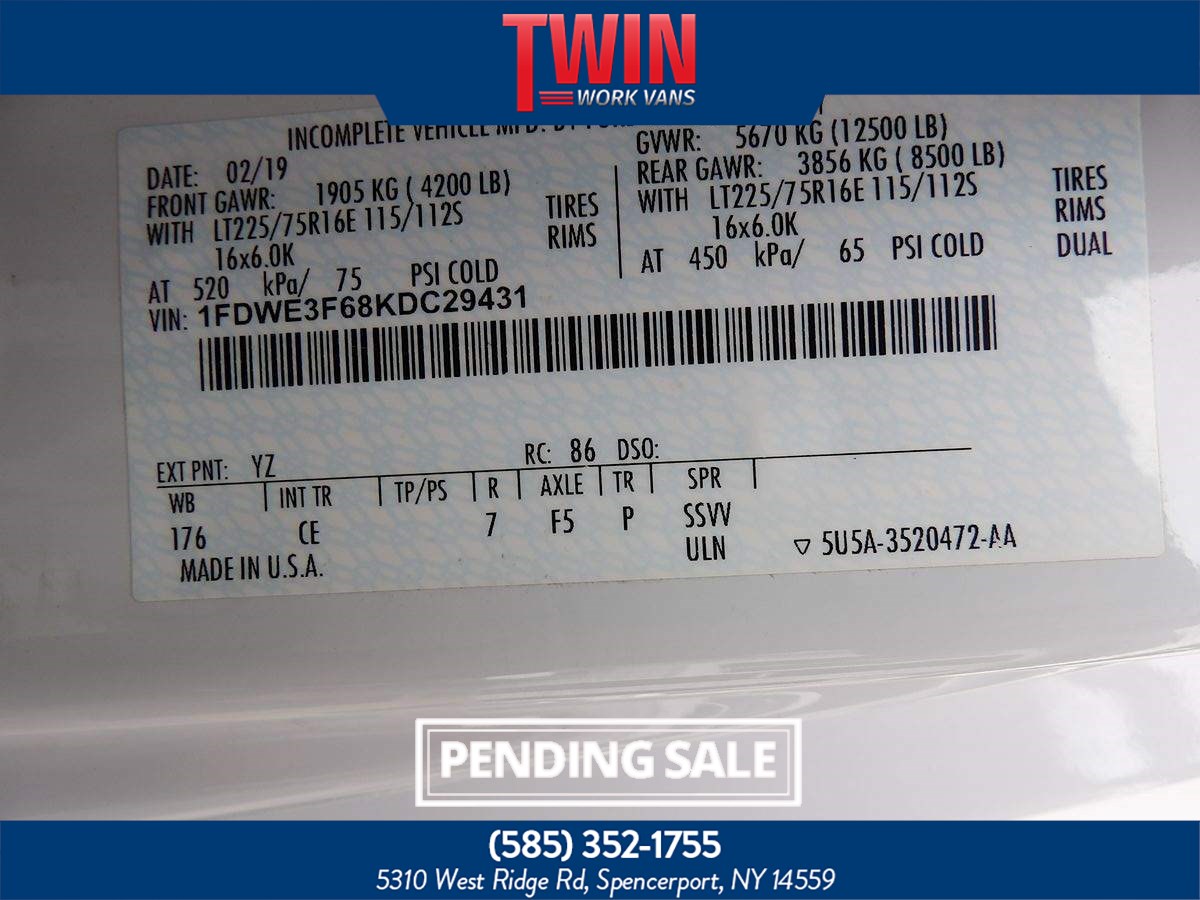 TWIN
WORK VANS
INCOMPLETE VEHICLE MFD. BY
DATE: 02/19
FRONT GAWR: 1905 KG ( 4200 LB)
WITH LT225/75R16E 115/112S TIRES
16x6.0K RIMS
AT 520 kPa/ 75 PSI COLD
GVWR: 5670 KG (12500 LB)
REAR GAWR: 3856 KG ( 8500 LB)
WITH LT225/75R16E 115/112S TIRES
16x6.0K RIMS
AT 450 kPa/ 65 PSI COLD DUAL
VIN: 1FDWE3F68KDC29431
EXT PNT: YZ RC: 86 DSO:
WB INT TR TP/PS R AXLE TR SPR
176 CE 7 F5 P SSVV
ULN
MADE IN U.S.A. ▽ 5U5A-3520472-AA
PENDING SALE
(585) 352-1755
5310 West Ridge Rd, Spencerport, NY 14559